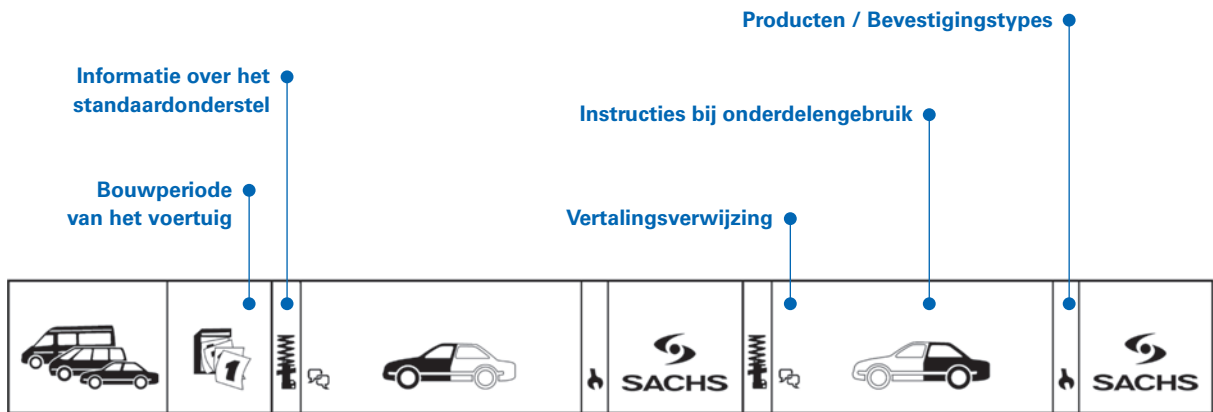 Producten / Bevestigingstypes
Informatie over het
standaardonderstel
Instructies bij onderdelengebruik
Bouwperiode
van het voertuig
Vertalingsverwijzing
1
SACHS
SACHS